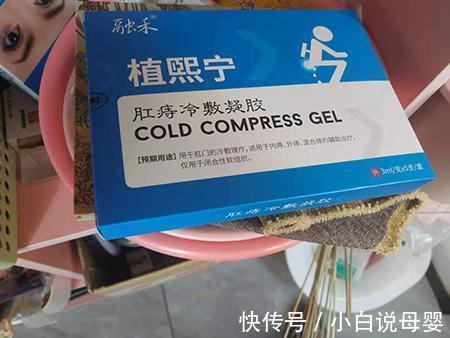 融禾
植熙宁
肛痔冷敷凝胶
COLD COMPRESS GEL
【预期用途】用于肛门的冷敷理疗，适用于内痔、外痔、混合痔的辅助治疗。
仅用于闭合性软组织。
外 3ml/支x5支/盒
肛痔冷敷凝胶
快传号 / 小白说母婴